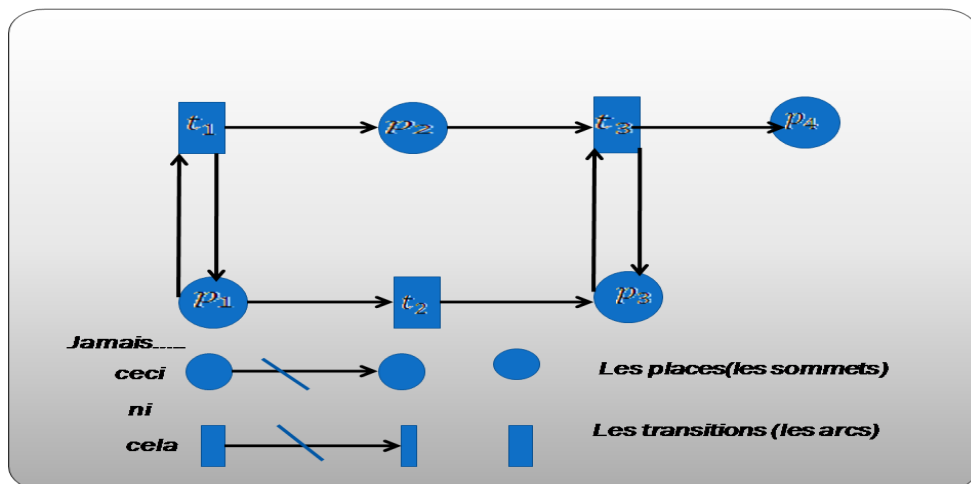 t₁ p₂ t₃ p₄
p₁ t₂ p₃
Jamais.....
ceci
Les places(les sommets)
ni
cela
Les transitions (les arcs)